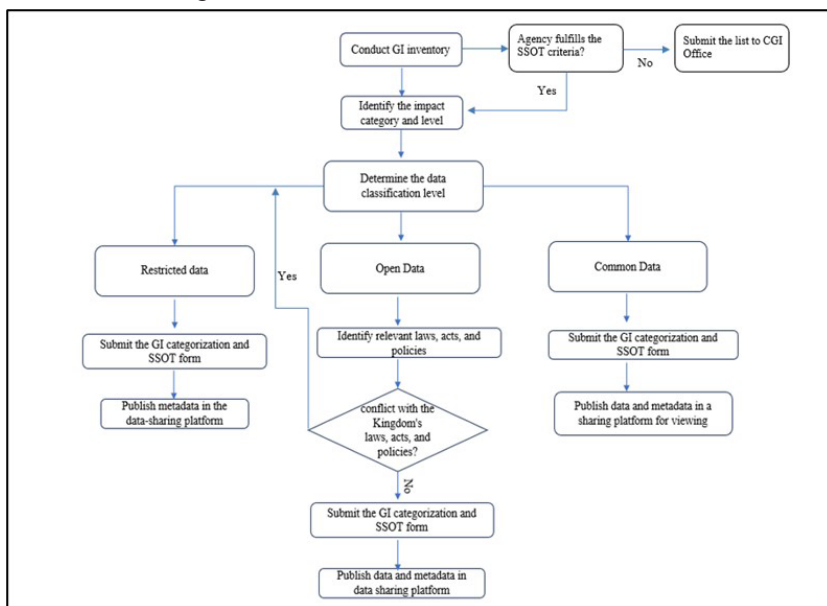 Conduct GI inventory
Agency fulfills the
SSOT criteria?
No
Submit the list to CGI
Office
Yes
Identify the impact
category and level
Determine the data
classification level
Restricted data
Yes
Open Data
Common Data
Submit the GI categorization and
SSOT form
Identify relevant laws, acts, and
policies
Submit the GI categorization and
SSOT form
Publish metadata in the
data-sharing platform
conflict with the
Kingdom's
laws, acts, and
policies?
Publish data and metadata in a
sharing platform for viewing
No
Submit the GI categorization and
SSOT form
Publish data and metadata in
data sharing platform